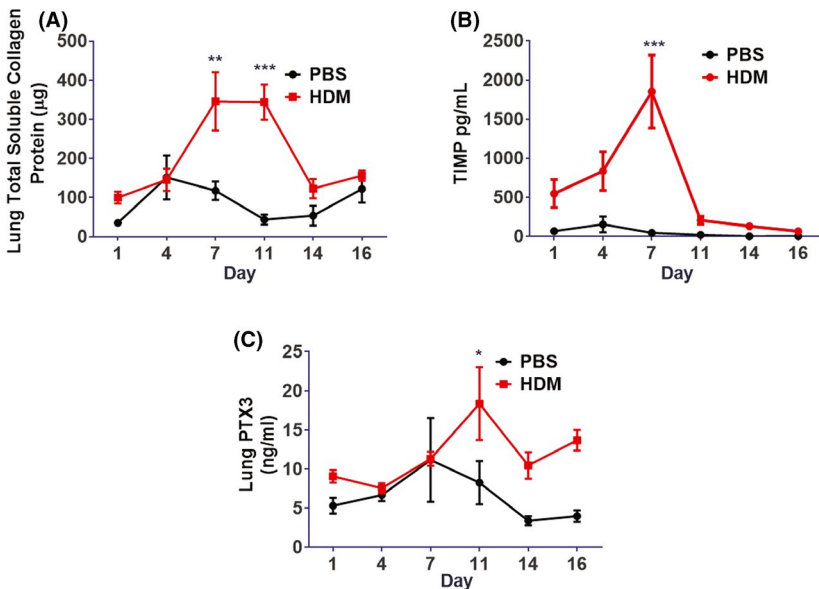 (A)
Lung Total Soluble Collagen
Protein (µg)
500
400
300
200
100
0
** ***
PBS
HDM
1 4 7 11 14 16
Day
(B)
TIMP pg/mL
2500
2000
1500
1000
500
0
***
PBS
HDM
1 4 7 11 14 16
Day
(C)
Lung PTX3
(ng/ml)
25
20
15
10
5
0
*
PBS
HDM
1 4 7 11 14 16
Day